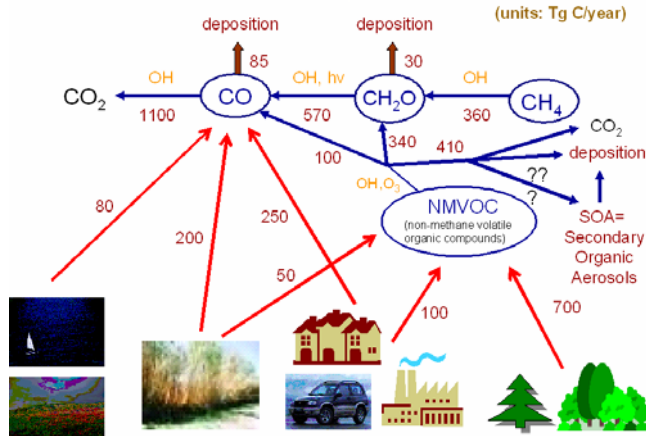 (units: Tg C/year)
deposition
deposition
85
30
OH
OH, hv
OH
CO₂
CO
CH₂O
CH₄
1100
570
360
340
410
CO₂
100
deposition
OH,O₃
??
?
NMVOC
(non-methane volatile
organic compounds)
SOA=
Secondary
Organic
Aerosols
80
200
250
50
100
700